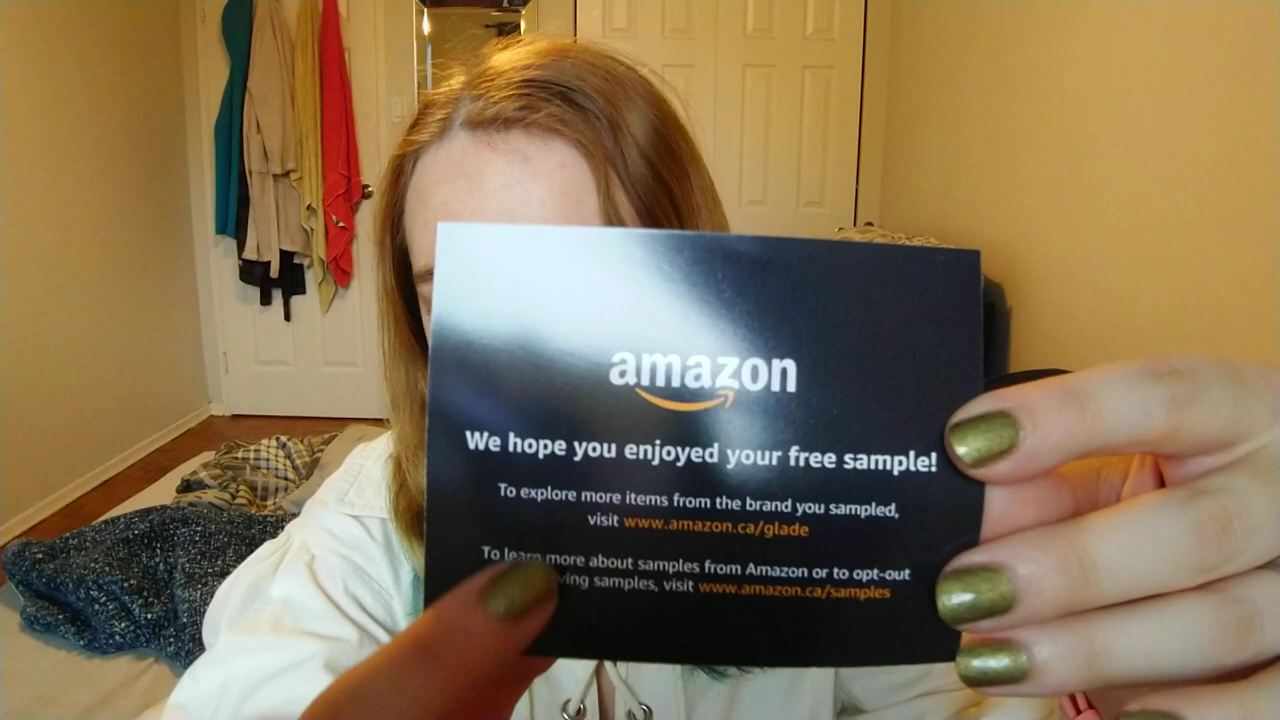 amazon
We hope you enjoyed your free sample!
To explore more items from the brand you sampled,
visit www.amazon.ca/glade
To learn more about samples from Amazon or to opt-out
ving samples, visit www.amazon.ca/samples